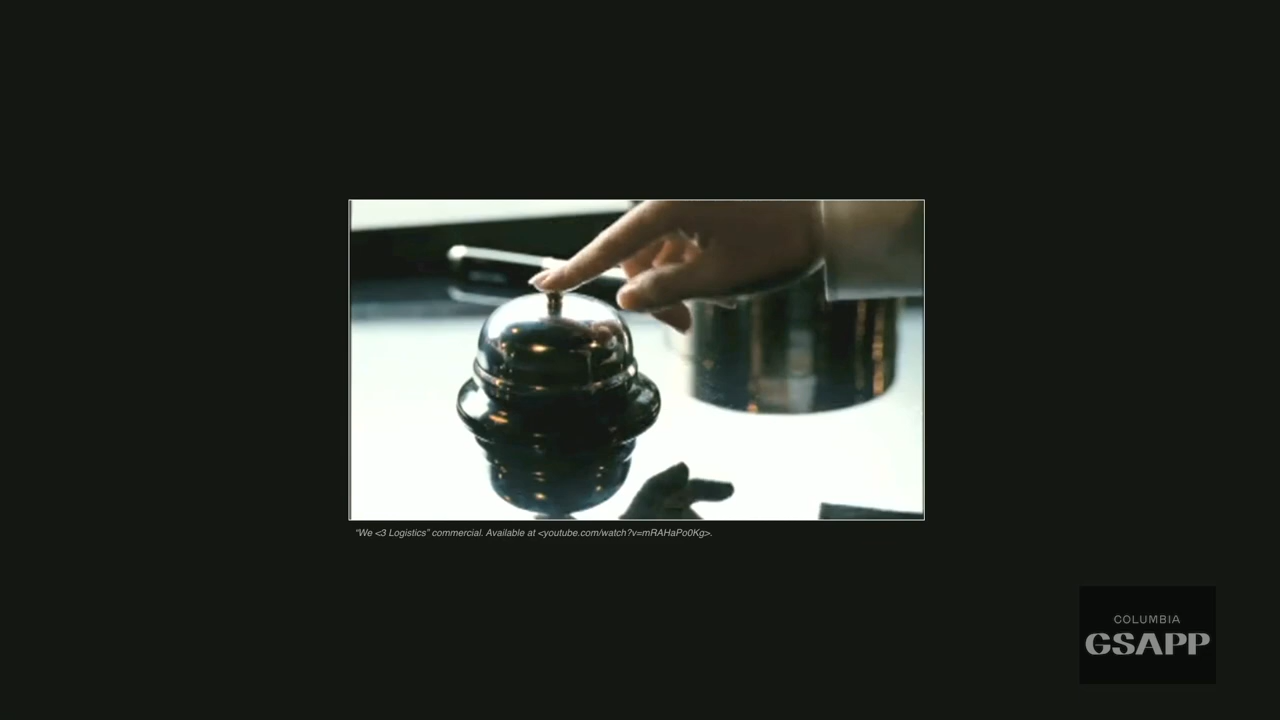 "We <3 Logistics" commercial. Available at <youtube.com/watch?v=mRAHaPo0Kg>.
COLUMBIA
GSAPP